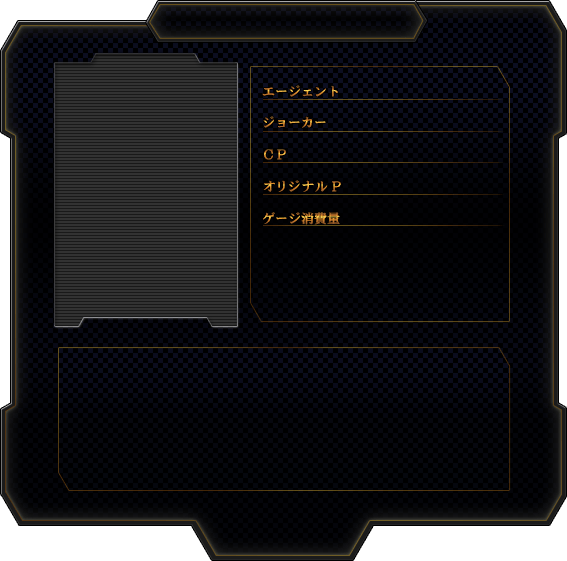 エージェント
ジョーカー
ＣＰ
オリジナルＰ
ゲージ消費量